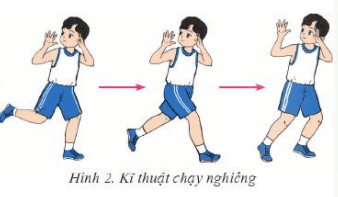 Hình 2. Kĩ thuật chạy nghiêng